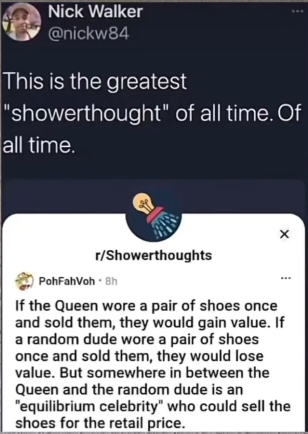 Nick Walker
@nickw84
This is the greatest
"showerthought" of all time. Of
all time.
r/Showerthoughts
PohFahVoh • 8h
If the Queen wore a pair of shoes once
and sold them, they would gain value. If
a random dude wore a pair of shoes
once and sold them, they would lose
value. But somewhere in between the
Queen and the random dude is an
"equilibrium celebrity" who could sell the
shoes for the retail price.